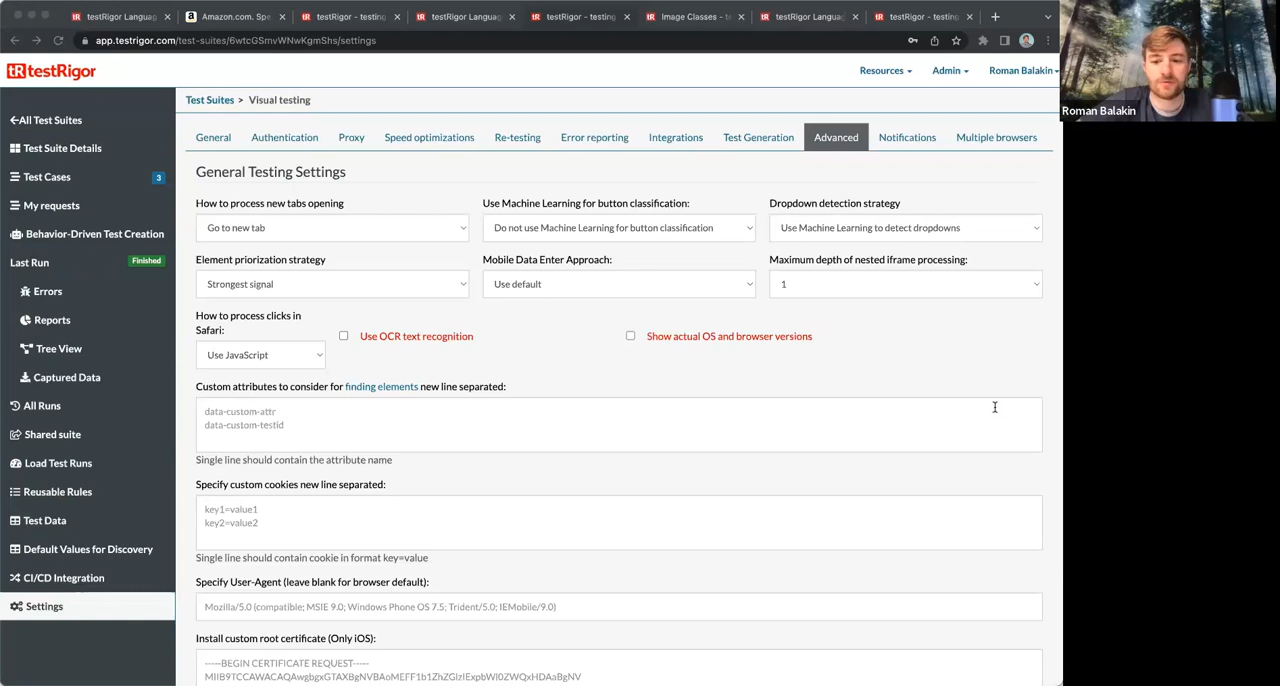 testRigor Langua
Amazon.com. Spe
testRigor - testing
testRigor Langua
testRigor - testing
Image Classes - te
testRigor Langua
testRigor - testing
app.testrigor.com/test-suites/6wtcGSmvWNwKgmShs/settings
testRigor
Resources
Admin
Roman Balakin
Roman Balakin
All Test Suites
Test Suite Details
Test Cases 3
My requests
Behavior-Driven Test Creation
Last Run Finished
Errors
Reports
Tree View
Captured Data
All Runs
Shared suite
Load Test Runs
Reusable Rules
Test Data
Default Values for Discovery
CI/CD Integration
Settings
Test Suites > Visual testing
General Authentication Proxy Speed optimizations Re-testing Error reporting Integrations Test Generation Advanced Notifications Multiple browsers
General Testing Settings
How to process new tabs opening
Go to new tab
Use Machine Learning for button classification:
Do not use Machine Learning for button classification
Dropdown detection strategy
Use Machine Learning to detect dropdowns
Element priorization strategy
Strongest signal
Mobile Data Enter Approach:
Use default
Maximum depth of nested iframe processing:
1
How to process clicks in
Safari:
Use JavaScript
Use OCR text recognition
Show actual OS and browser versions
Custom attributes to consider for finding elements new line separated:
data-custom-attr
data-custom-testid
Single line should contain the attribute name
Specify custom cookies new line separated:
key1=value1
key2=value2
Single line should contain cookie in format key=value
Specify User-Agent (leave blank for browser default):
Mozilla/5.0 (compatible; MSIE 9.0; Windows Phone OS 7.5; Trident/5.0; IEMobile/9.0)
Install custom root certificate (Only iOS):
-----BEGIN CERTIFICATE REQUEST-----